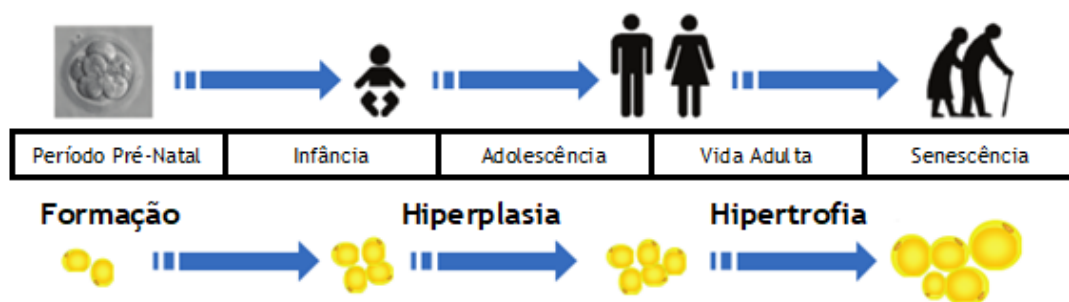 Período Pré-Natal
Infância
Adolescência
Vida Adulta
Senescência
Formação
Hiperplasia
Hipertrofia